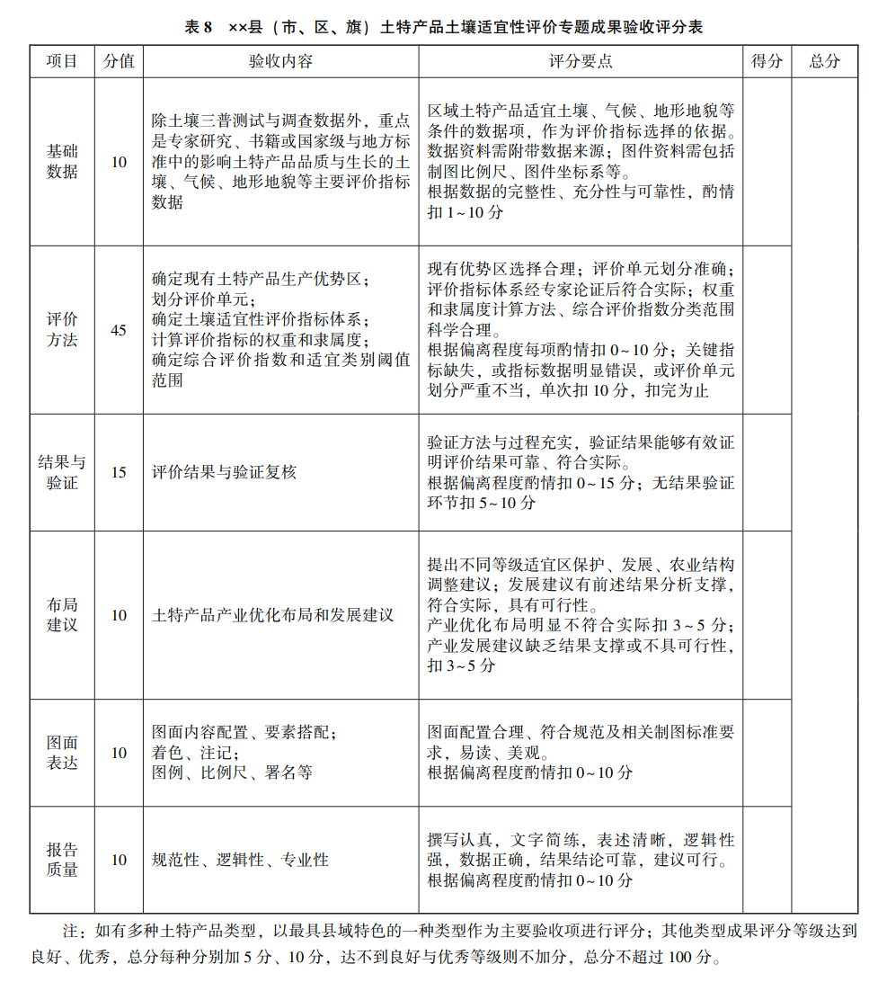 表 8 ××县（市、区、旗）土特产品土壤适宜性评价专题成果验收评分表
项目 分值 验收内容 评分要点 得分 总分
基础
数据
10
除土壤三普测试与调查数据外，重点
是专家研究、书籍或国家级与地方标
准中的影响土特产品品质与生长的土
壤、气候、地形地貌等主要评价指标
数据
区域土特产品适宜土壤、气候、地形地貌等
条件的数据项，作为评价指标选择的依据。
数据资料需附带数据来源；图件资料需包括
制图比例尺、图件坐标系等。
根据数据的完整性、充分性与可靠性，酌情
扣 1~10 分
评价
方法
45
确定现有土特产品生产优势区；
划分评价单元；
确定土壤适宜性评价指标体系；
计算评价指标的权重和隶属度；
确定综合评价指数和适宜类别阈值
范围
现有优势区选择合理；评价单元划分准确；
评价指标体系经专家论证后符合实际；权重
和隶属度计算方法、综合评价指数分类范围
科学合理。
根据偏离程度每项酌情扣 0~10 分；关键指
标缺失，或指标数据明显错误，或评价单元
划分严重不当，单次扣 10 分，扣完为止
结果与
验证
15
评价结果与验证复核
验证方法与过程充实，验证结果能够有效证
明评价结果可靠、符合实际。
根据偏离程度酌情扣 0~15 分；无结果验证
环节扣 5~10 分
布局
建议
10
土特产品产业优化布局和发展建议
提出不同等级适宜区保护、发展、农业结构
调整建议；发展建议有前述结果分析支撑，
符合实际，具有可行性。
产业优化布局明显不符合实际扣 3~5 分；
产业发展建议缺乏结果支撑或不具可行性，
扣 3~5 分
图面
表达
10
图面内容配置、要素搭配；
着色、注记；
图例、比例尺、署名等
图面配置合理、符合规范及相关制图标准要
求，易读、美观。
根据偏离程度酌情扣 0~10 分
报告
质量
10
规范性、逻辑性、专业性
撰写认真，文字简练，表述清晰，逻辑性
强，数据正确，结果结论可靠，建议可行。
根据偏离程度酌情扣 0~10 分
注：如有多种土特产品类型，以最具县域特色的一种类型作为主要验收项进行评分；其他类型成果评分等级达到
良好、优秀，总分每种分别加 5 分、10 分，达不到良好与优秀等级则不加分，总分不超过 100 分。